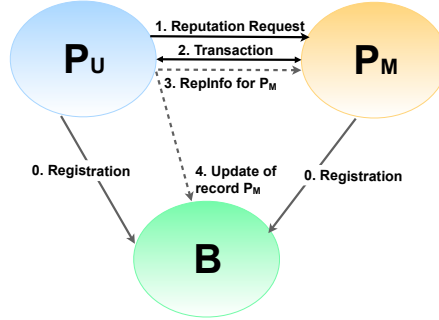 1. Reputation Request
PU
2. Transaction
PM
3. RepInfo for PM
0. Registration
4. Update of
record PM
0. Registration
B